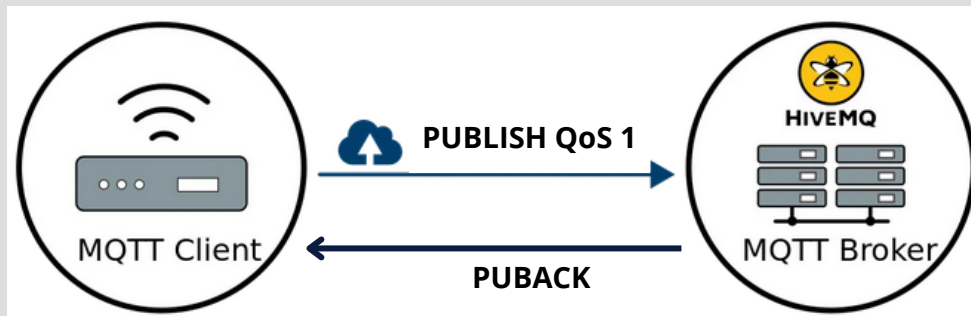 HIVEMQ
PUBLISH QoS 1
MQTT Client
MQTT Broker
PUBACK